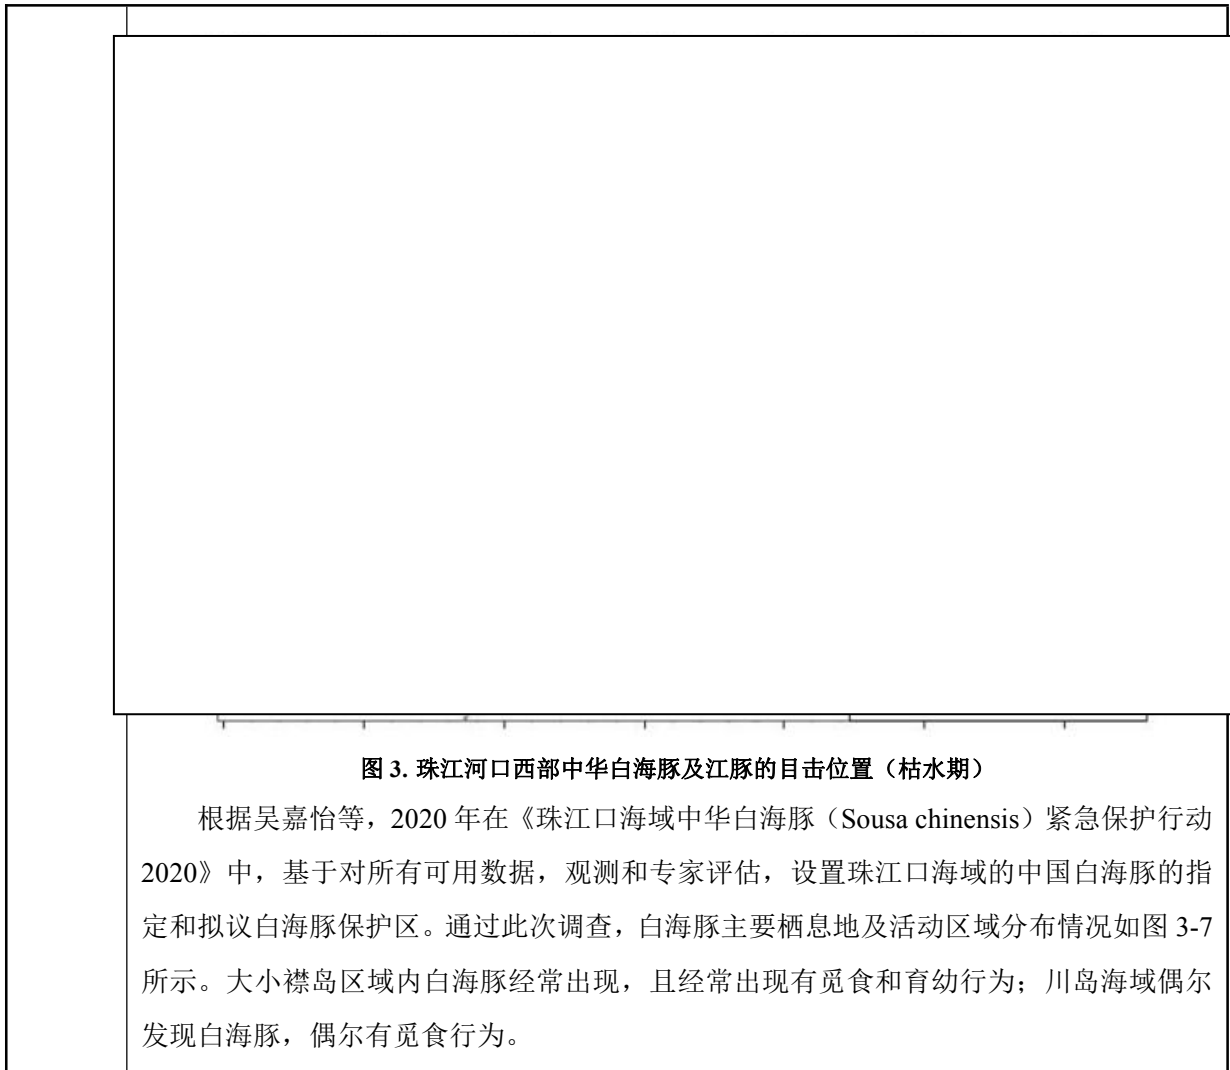 图 3. 珠江河口西部中华白海豚及江豚的目击位置（枯水期）
根据吴嘉怡等，2020 年在《珠江口海域中华白海豚（Sousa chinensis）紧急保护行动
2020》中，基于对所有可用数据，观测和专家评估，设置珠江口海域的中国白海豚的指
定和拟议白海豚保护区。通过此次调查，白海豚主要栖息地及活动区域分布情况如图 3-7
所示。大小襟岛区域内白海豚经常出现，且经常出现有觅食和育幼行为；川岛海域偶尔
发现白海豚，偶尔有觅食行为。